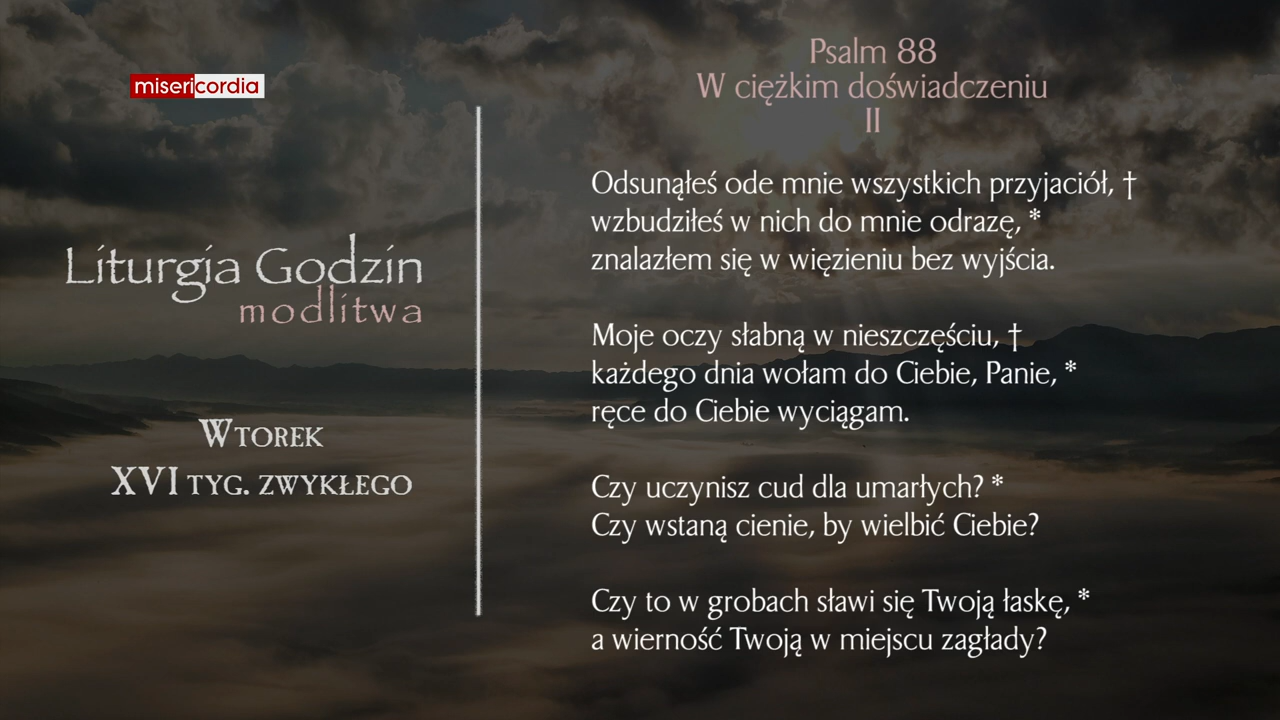 misericordia
Liturgia Godzin
modlitwa
Wtorek
XVI tyg. zwykłego
Psalm 88
W ciężkim doświadczeniu
II
Odsunąłeś ode mnie wszystkich przyjaciół, †
wzbudziłeś w nich do mnie odrazę, *
znalazłem się w więzieniu bez wyjścia.
Moje oczy słabną w nieszczęściu, †
każdego dnia wołam do Ciebie, Panie, *
ręce do Ciebie wyciągam.
Czy uczynisz cud dla umarłych? *
Czy wstaną cienie, by wielbić Ciebie?
Czy to w grobach sławi się Twoją łaskę, *
a wierność Twoją w miejscu zagłady?